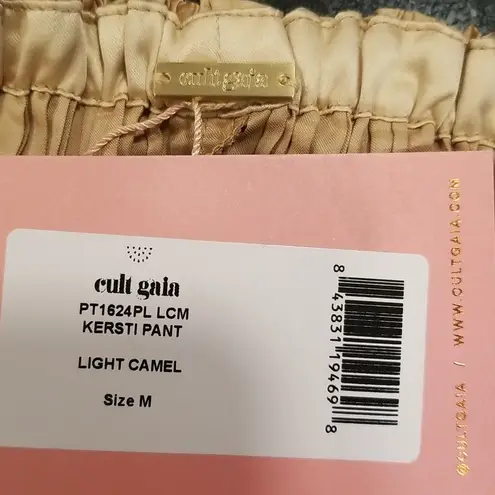 cult gaia
cult gaia
PT1624PL LCM
KERSTI PANT
LIGHT CAMEL
Size M
8 43831 19469 8
@CULTGAIA / WWW.CULTGAIA.COM